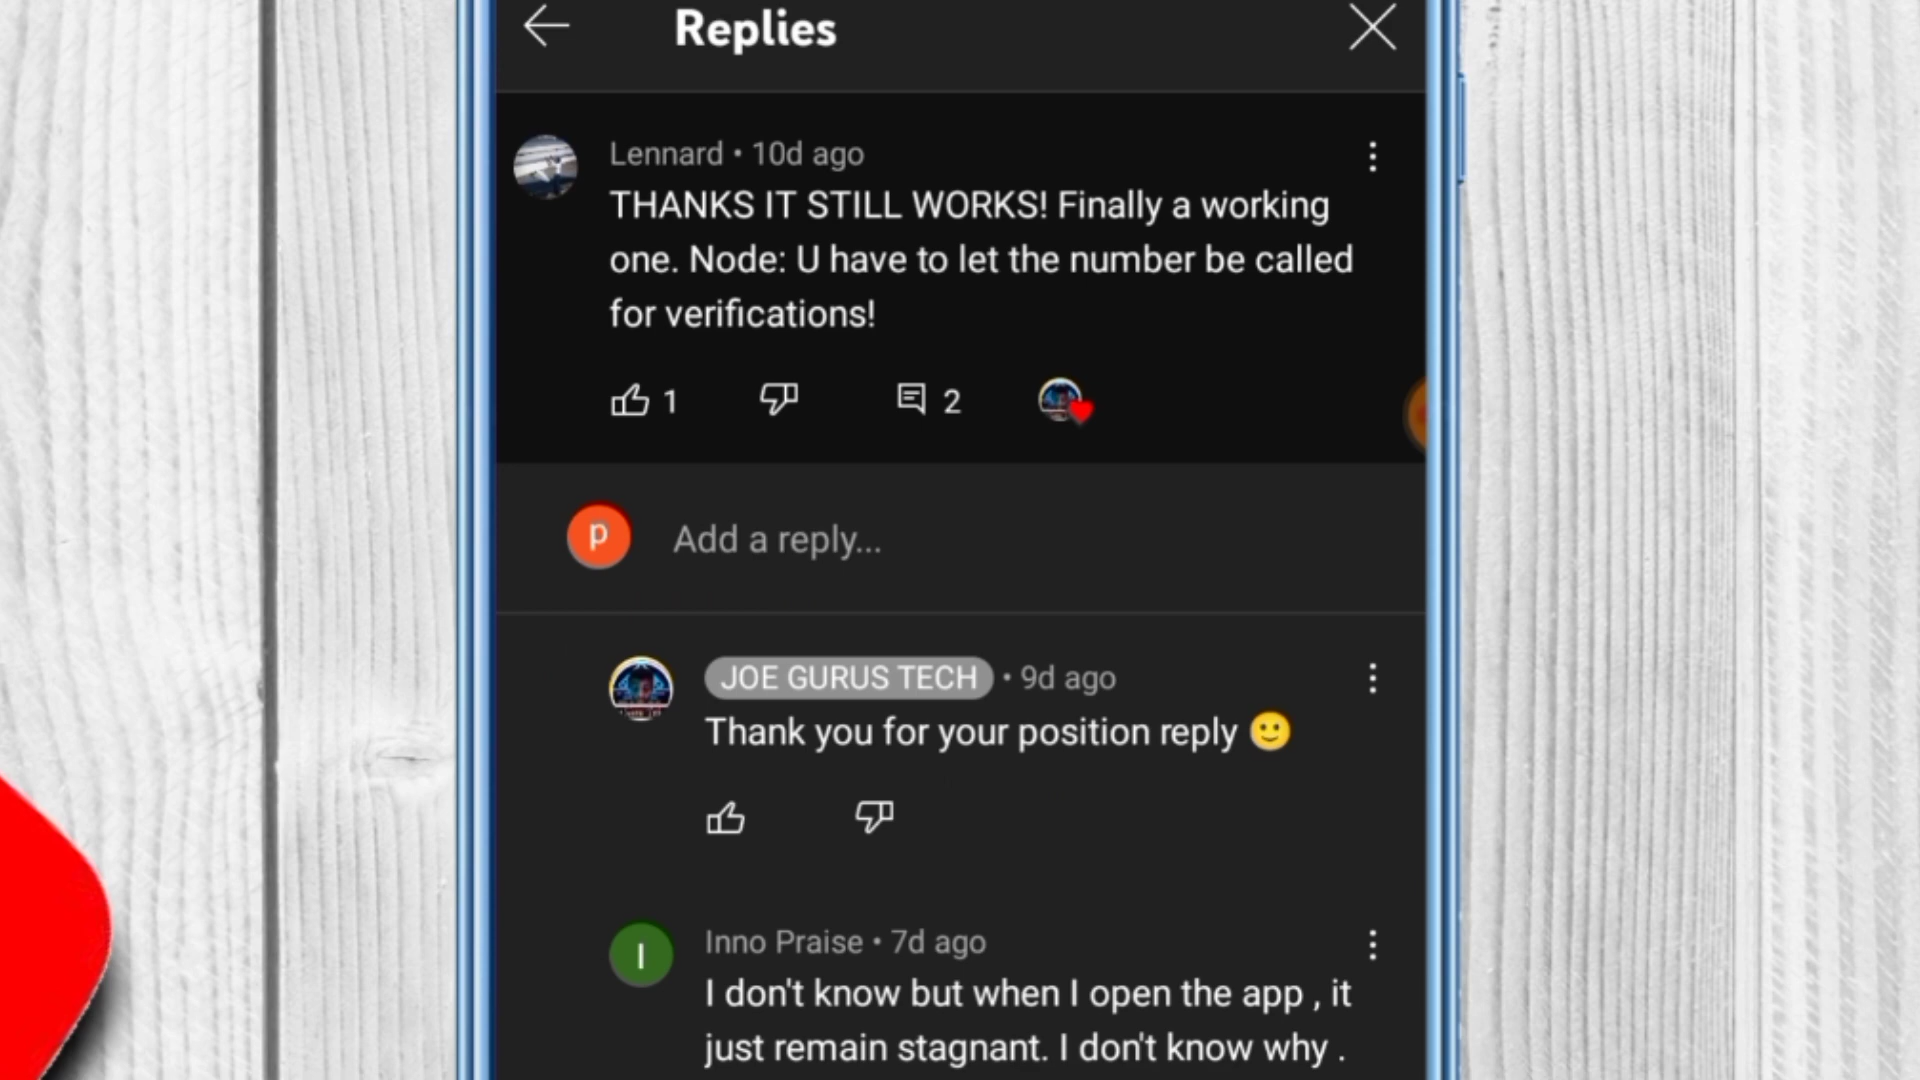 Replies
Lennard • 10d ago
THANKS IT STILL WORKS! Finally a working
one. Node: U have to let the number be called
for verifications!
1
2
P
Add a reply...
JOE GURUS TECH • 9d ago
Thank you for your position reply 🙂
I
Inno Praise • 7d ago
I don't know but when I open the app , it
just remain stagnant. I don't know why .